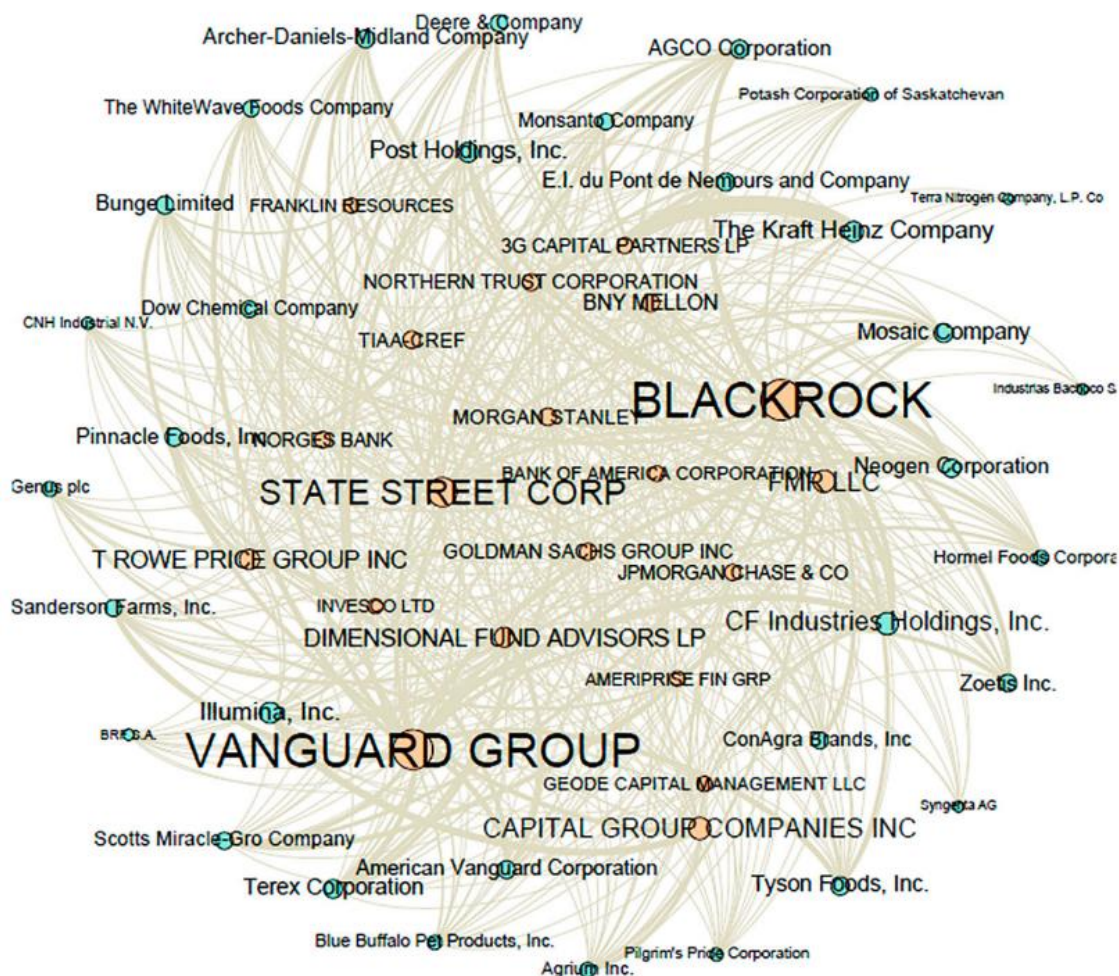 Deere & Company
Archer-Daniels-Midland Company
AGCO Corporation
Potash Corporation of Saskatchevan
The WhiteWave Foods Company
Monsanto Company
Post Holdings, Inc.
E.I. du Pont de Nemours and Company
Terra Nitrogen Company, L.P. Co
Bunge Limited
FRANKLIN RESOURCES
The Kraft Heinz Company
3G CAPITAL PARTNERS LP
NORTHERN TRUST CORPORATION
BNY MELLON
Dow Chemical Company
CNH Industrial N.V.
Mosaic Company
TIAA-CREF
Industrias Bachoco S
BLACKROCK
MORGAN STANLEY
Pinnacle Foods, Inc
NORGES BANK
Neogen Corporation
BANK OF AMERICA CORPORATION
FMR LLC
Genus plc
STATE STREET CORP
T ROWE PRICE GROUP INC
GOLDMAN SACHS GROUP INC
Hormel Foods Corpora
JPMORGAN CHASE & CO
Sanderson Farms, Inc.
INVESCO LTD
CF Industries Holdings, Inc.
DIMENSIONAL FUND ADVISORS LP
AMERIPRISE FIN GRP
Zoetis Inc.
Illumina, Inc.
BRF S.A.
VANGUARD GROUP
ConAgra Brands, Inc
GEODE CAPITAL MANAGEMENT LLC
Syngenta AG
CAPITAL GROUP COMPANIES INC
Scotts Miracle-Gro Company
American Vanguard Corporation
Terex Corporation
Tyson Foods, Inc.
Blue Buffalo Pet Products, Inc.
Pilgrim's Pride Corporation
Agrium Inc.